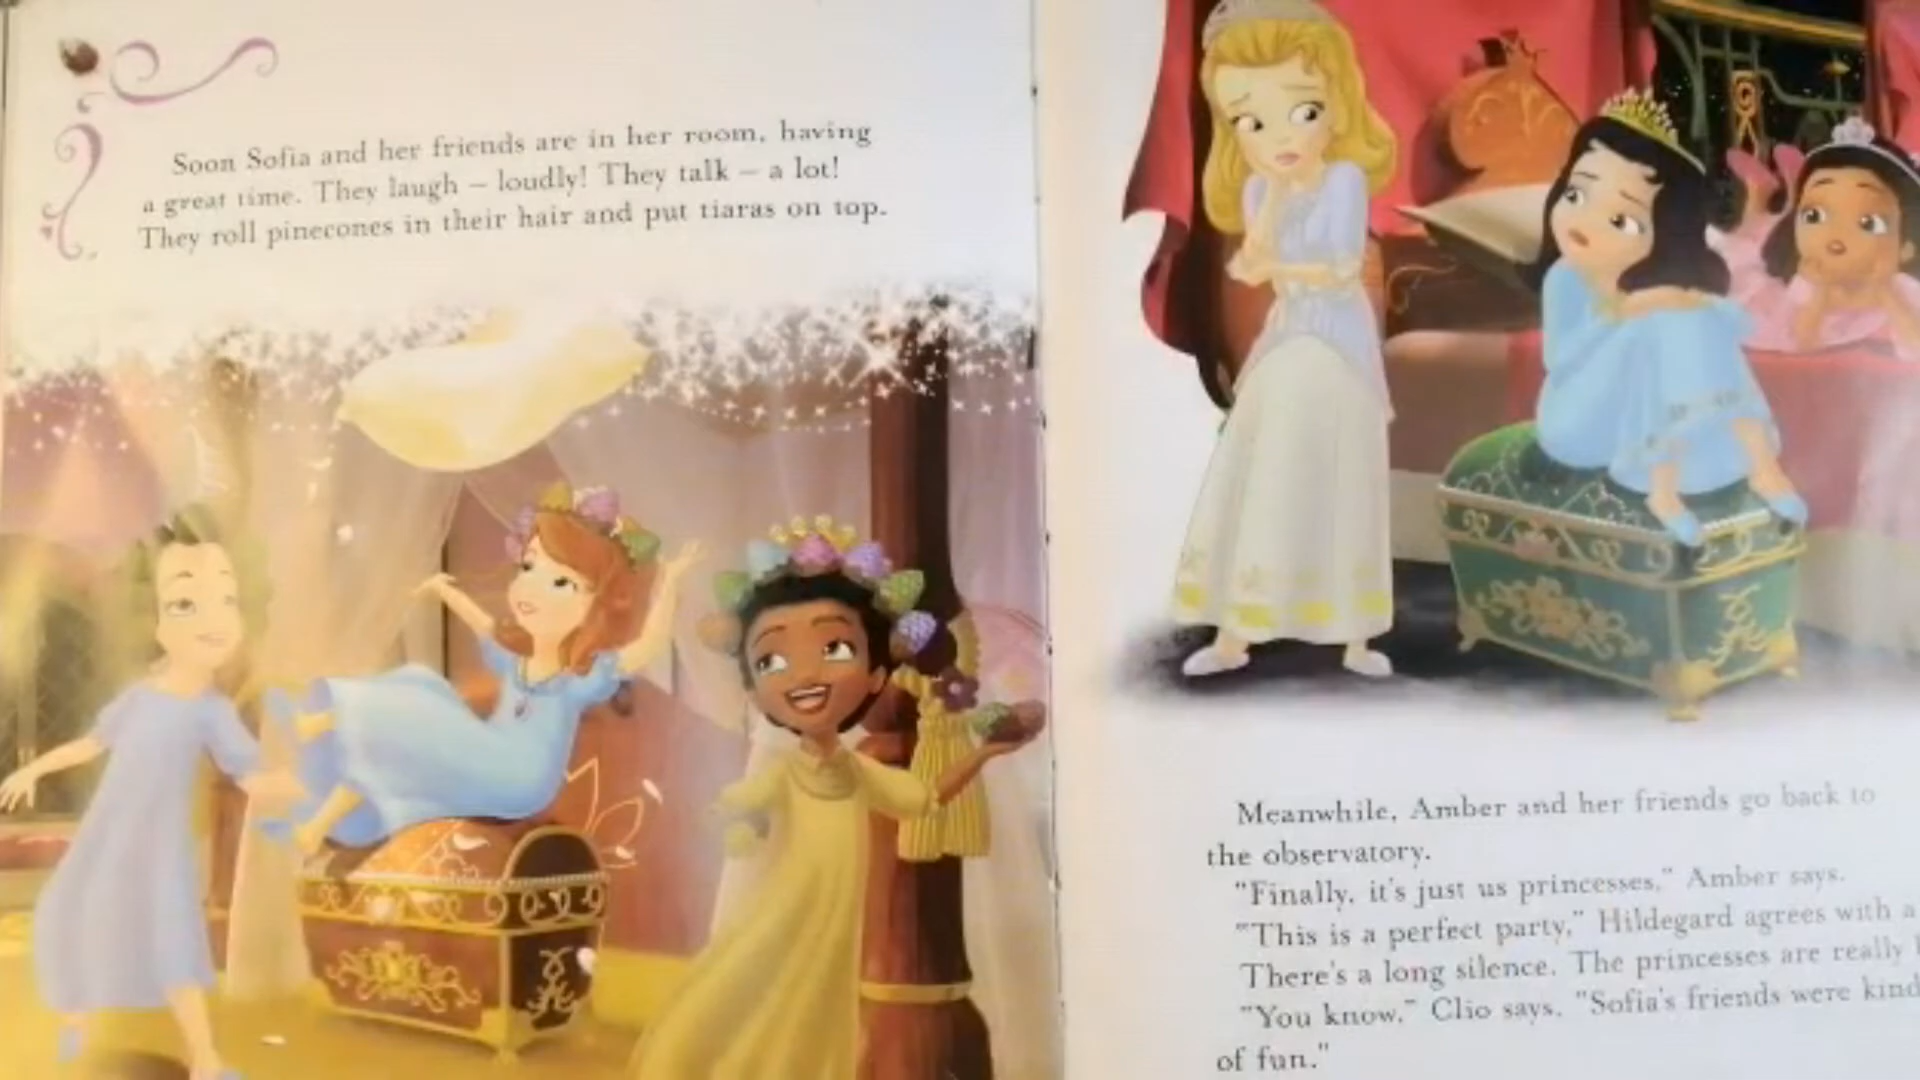 Soon Sofia and her friends are in her room, having
a great time. They laugh – loudly! They talk – a lot!
They roll pinecones in their hair and put tiaras on top.
Meanwhile, Amber and her friends go back to
the observatory.
"Finally, it's just us princesses," Amber says.
"This is a perfect party," Hildegard agrees with a
There's a long silence. The princesses are really
"You know," Clio says, "Sofia's friends were kind
of fun."